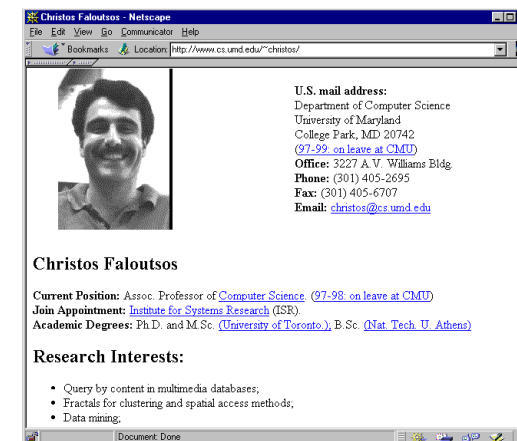 Christos Faloutsos - Netscape
File Edit View Go Communicator Help
Bookmarks Location: http://www.cs.umd.edu/~christos/
U.S. mail address:
Department of Computer Science
University of Maryland
College Park, MD 20742
(97-99: on leave at CMU)
Office: 3227 A.V. Williams Bldg.
Phone: (301) 405-2695
Fax: (301) 405-6707
Email: christos@cs.umd.edu
Christos Faloutsos
Current Position: Assoc. Professor of Computer Science. (97-98: on leave at CMU)
Join Appointment: Institute for Systems Research (ISR).
Academic Degrees: Ph.D. and M.Sc. (University of Toronto.); B.Sc. (Nat. Tech. U. Athens)
Research Interests:
• Query by content in multimedia databases;
• Fractals for clustering and spatial access methods;
• Data mining;
Document: Done